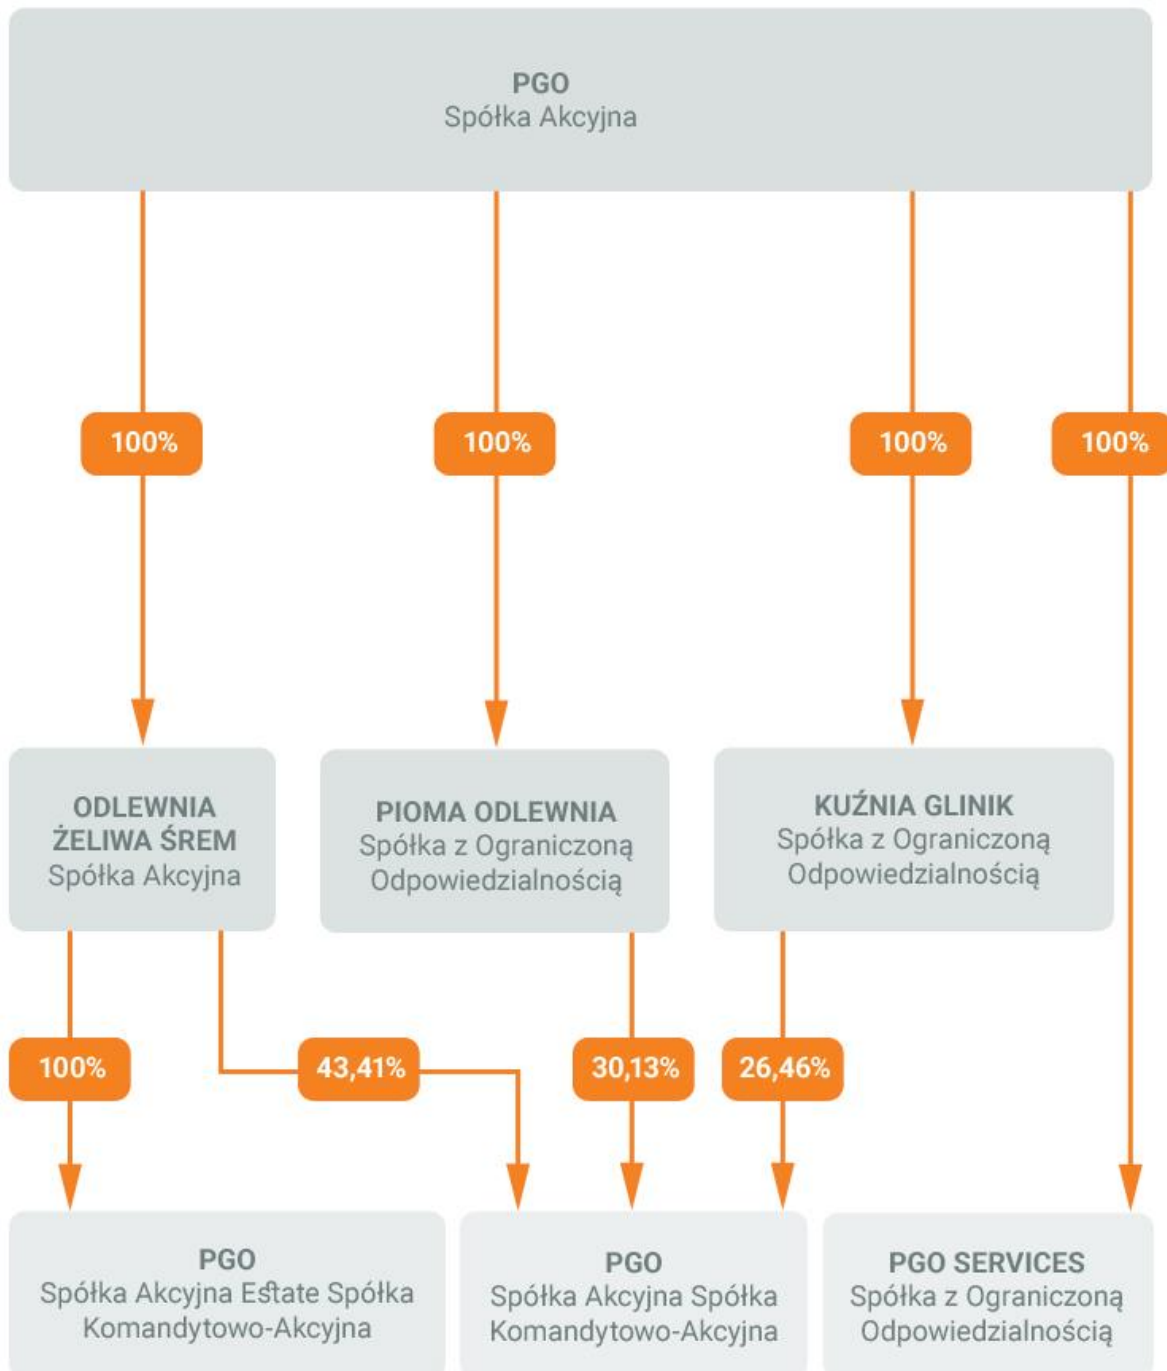 PGO
Spółka Akcyjna
100%
100%
100%
100%
ODLEWNIA
ŻELIWA ŚREM
Spółka Akcyjna
PIOMA ODLEWNIA
Spółka z Ograniczoną
Odpowiedzialnością
KUŹNIA GLINIK
Spółka z Ograniczoną
Odpowiedzialnością
100%
43,41%
30,13%
26,46%
PGO
Spółka Akcyjna Estate Spółka
Komandytowo-Akcyjna
PGO
Spółka Akcyjna Spółka
Komandytowo-Akcyjna
PGO SERVICES
Spółka z Ograniczoną
Odpowiedzialnością